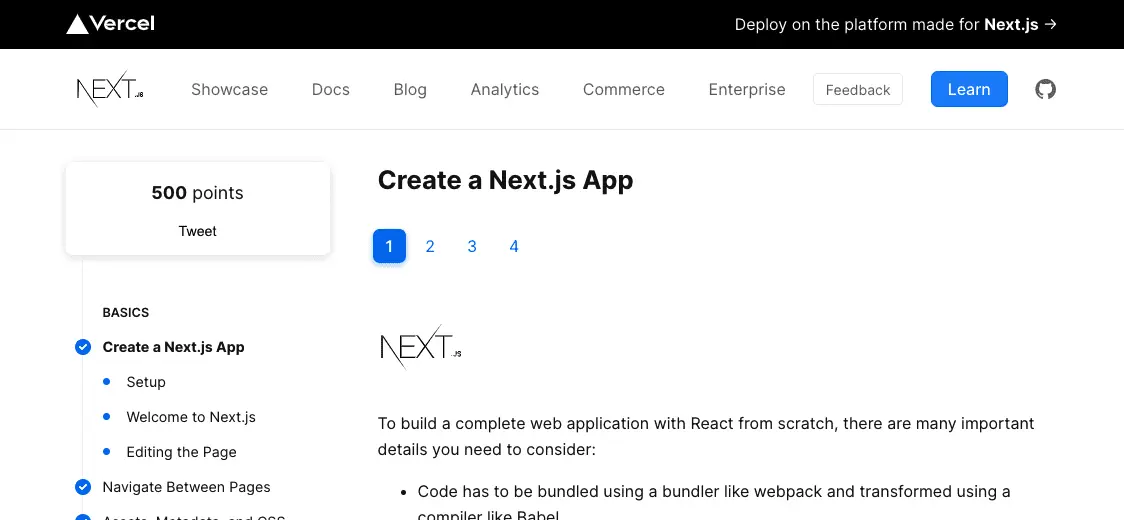 Vercel
Deploy on the platform made for Next.js →
NEXT.JS
Showcase
Docs
Blog
Analytics
Commerce
Enterprise
Feedback
Learn
500 points
Tweet
BASICS
Create a Next.js App
Setup
Welcome to Next.js
Editing the Page
Navigate Between Pages
Assets, Metadata, and CSS
Create a Next.js App
1 2 3 4
NEXT.JS
To build a complete web application with React from scratch, there are many important
details you need to consider:
• Code has to be bundled using a bundler like webpack and transformed using a
compiler like Babel.